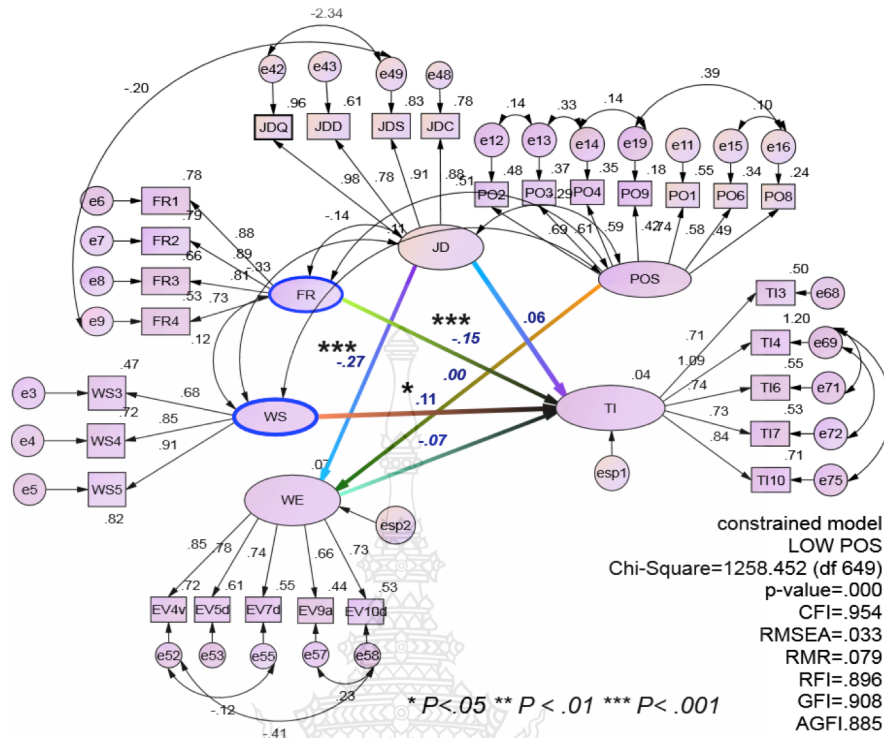 -2.34
e42 e43 e49 e48
-.20
.96 .61 .83 .78
JDQ JDD JDS JDC
.39
.14 .33 .14 .10
e12 e13 e14 e19 e11 e15 e16
.48 .37 .35 .18 .55 .34 .24
PO2 PO3 PO4 PO9 PO1 PO6 PO8
.98 .78 .91 .88
.51 .29
.69 .61 .59 .42 .74 .58 .49
.78
e6 FR1
.79
e7 FR2
.66
e8 FR3
.53
e9 FR4
.88
.89
.81
.73
-.33
-.14
.11
.12
JD
FR
POS
.50
TI3 e68
1.20
TI4 e69
.55
TI6 e71
.53
TI7 e72
.71
TI10 e75
.71
1.09
.74
.73
.84
.06
***
-.15
***
-.27
.00
*
.11
-.07
.04
TI
esp1
.47
e3 WS3
.72
e4 WS4
e5 WS5
.82
.68
.85
.91
WS
.07
WE
esp2
.85 .78 .74 .66 .73
.72 .61 .55 .44 .53
EV4v EV5d EV7d EV9a EV10d
e52 e53 e55 e57 e58
-.12 .23
-.41
* P<.05 ** P < .01 *** P< .001
constrained model
LOW POS
Chi-Square=1258.452 (df 649)
p-value=.000
CFI=.954
RMSEA=.033
RMR=.079
RFI=.896
GFI=.908
AGFI.885